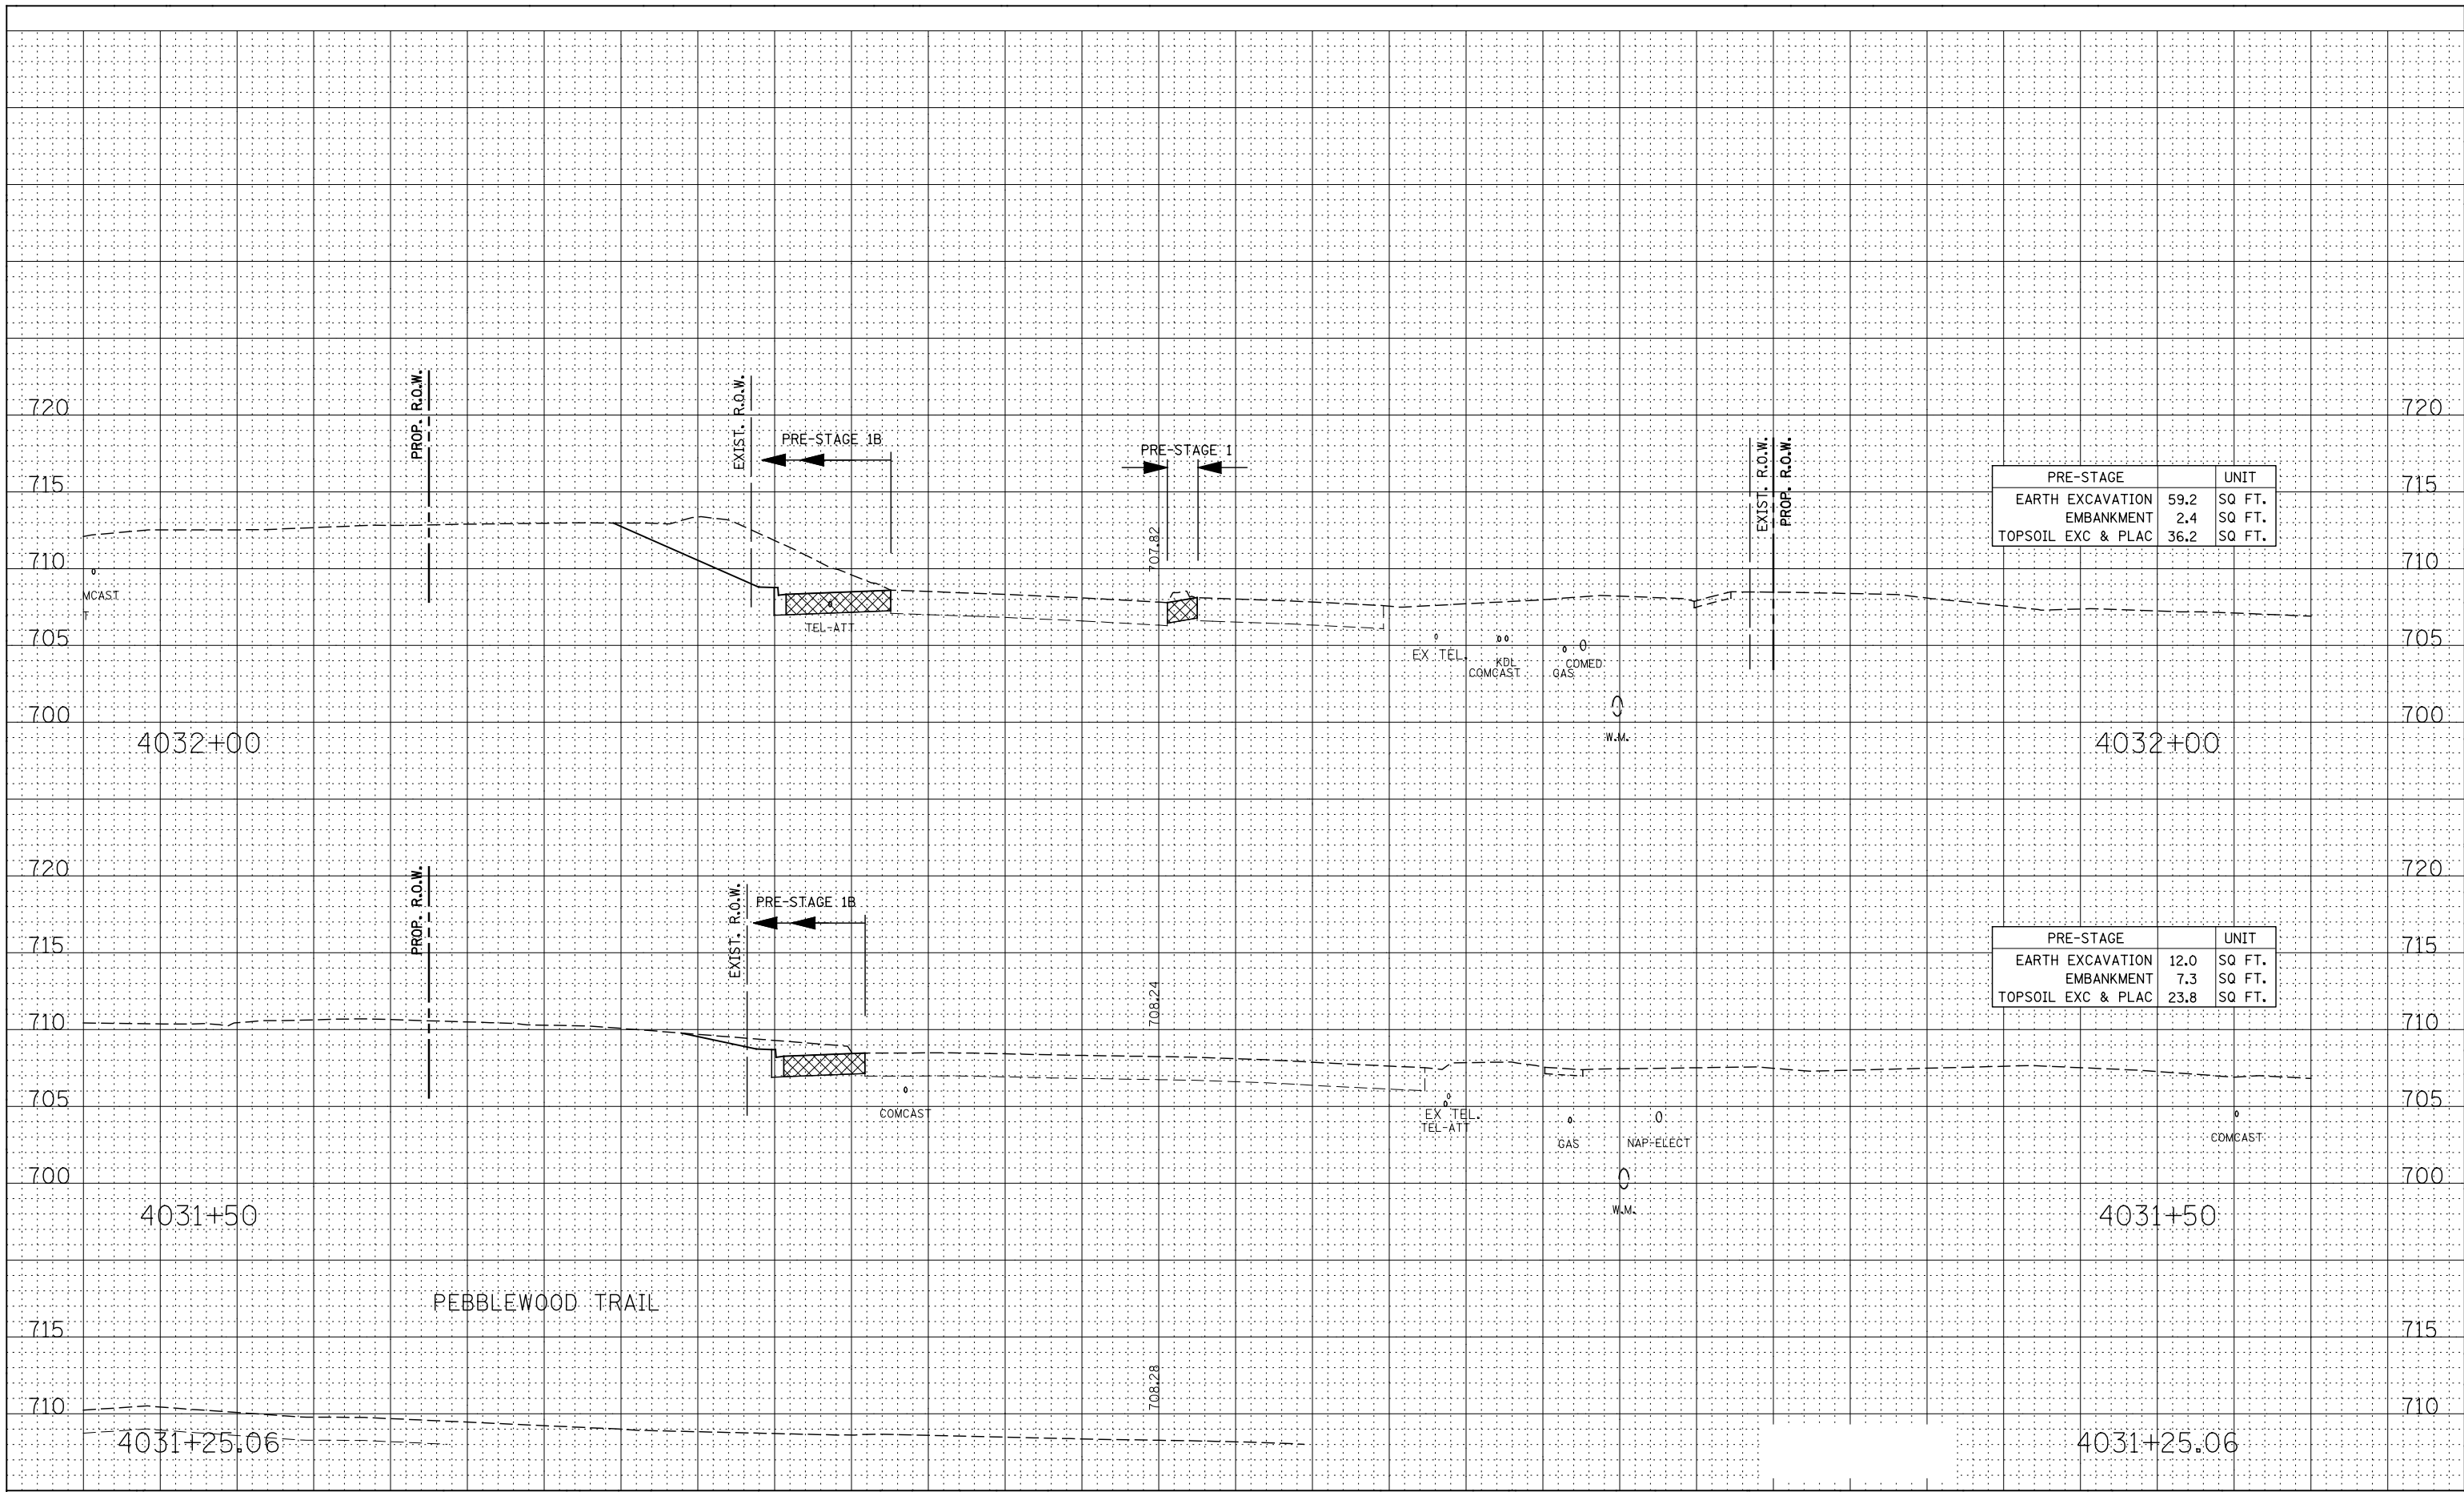 PROP. R.O.W.
EXIST. R.O.W.
PRE-STAGE 1B
PRE-STAGE 1
EXIST. R.O.W.
PROP. R.O.W.
720 720
715 715
710 710
705 705
700 700
707.82
PRE-STAGE UNIT
EARTH EXCAVATION 59.2 SQ FT.
EMBANKMENT 2.4 SQ FT.
TOPSOIL EXC & PLAC 36.2 SQ FT.
MCAST
T
TEL-ATT
EX TEL.
KDL
COMCAST
GAS
COMED
W.M.
4032+00 4032+00
PROP. R.O.W.
EXIST. R.O.W.
PRE-STAGE 1B
720 720
715 715
710 710
705 705
700 700
708.24
PRE-STAGE UNIT
EARTH EXCAVATION 12.0 SQ FT.
EMBANKMENT 7.3 SQ FT.
TOPSOIL EXC & PLAC 23.8 SQ FT.
COMCAST
EX TEL.
TEL-ATT
GAS
NAP-ELECT
W.M.
COMCAST
4031+50 4031+50
PEBBLEWOOD TRAIL
715 715
708.28
710 710
4031+25.06 4031+25.06